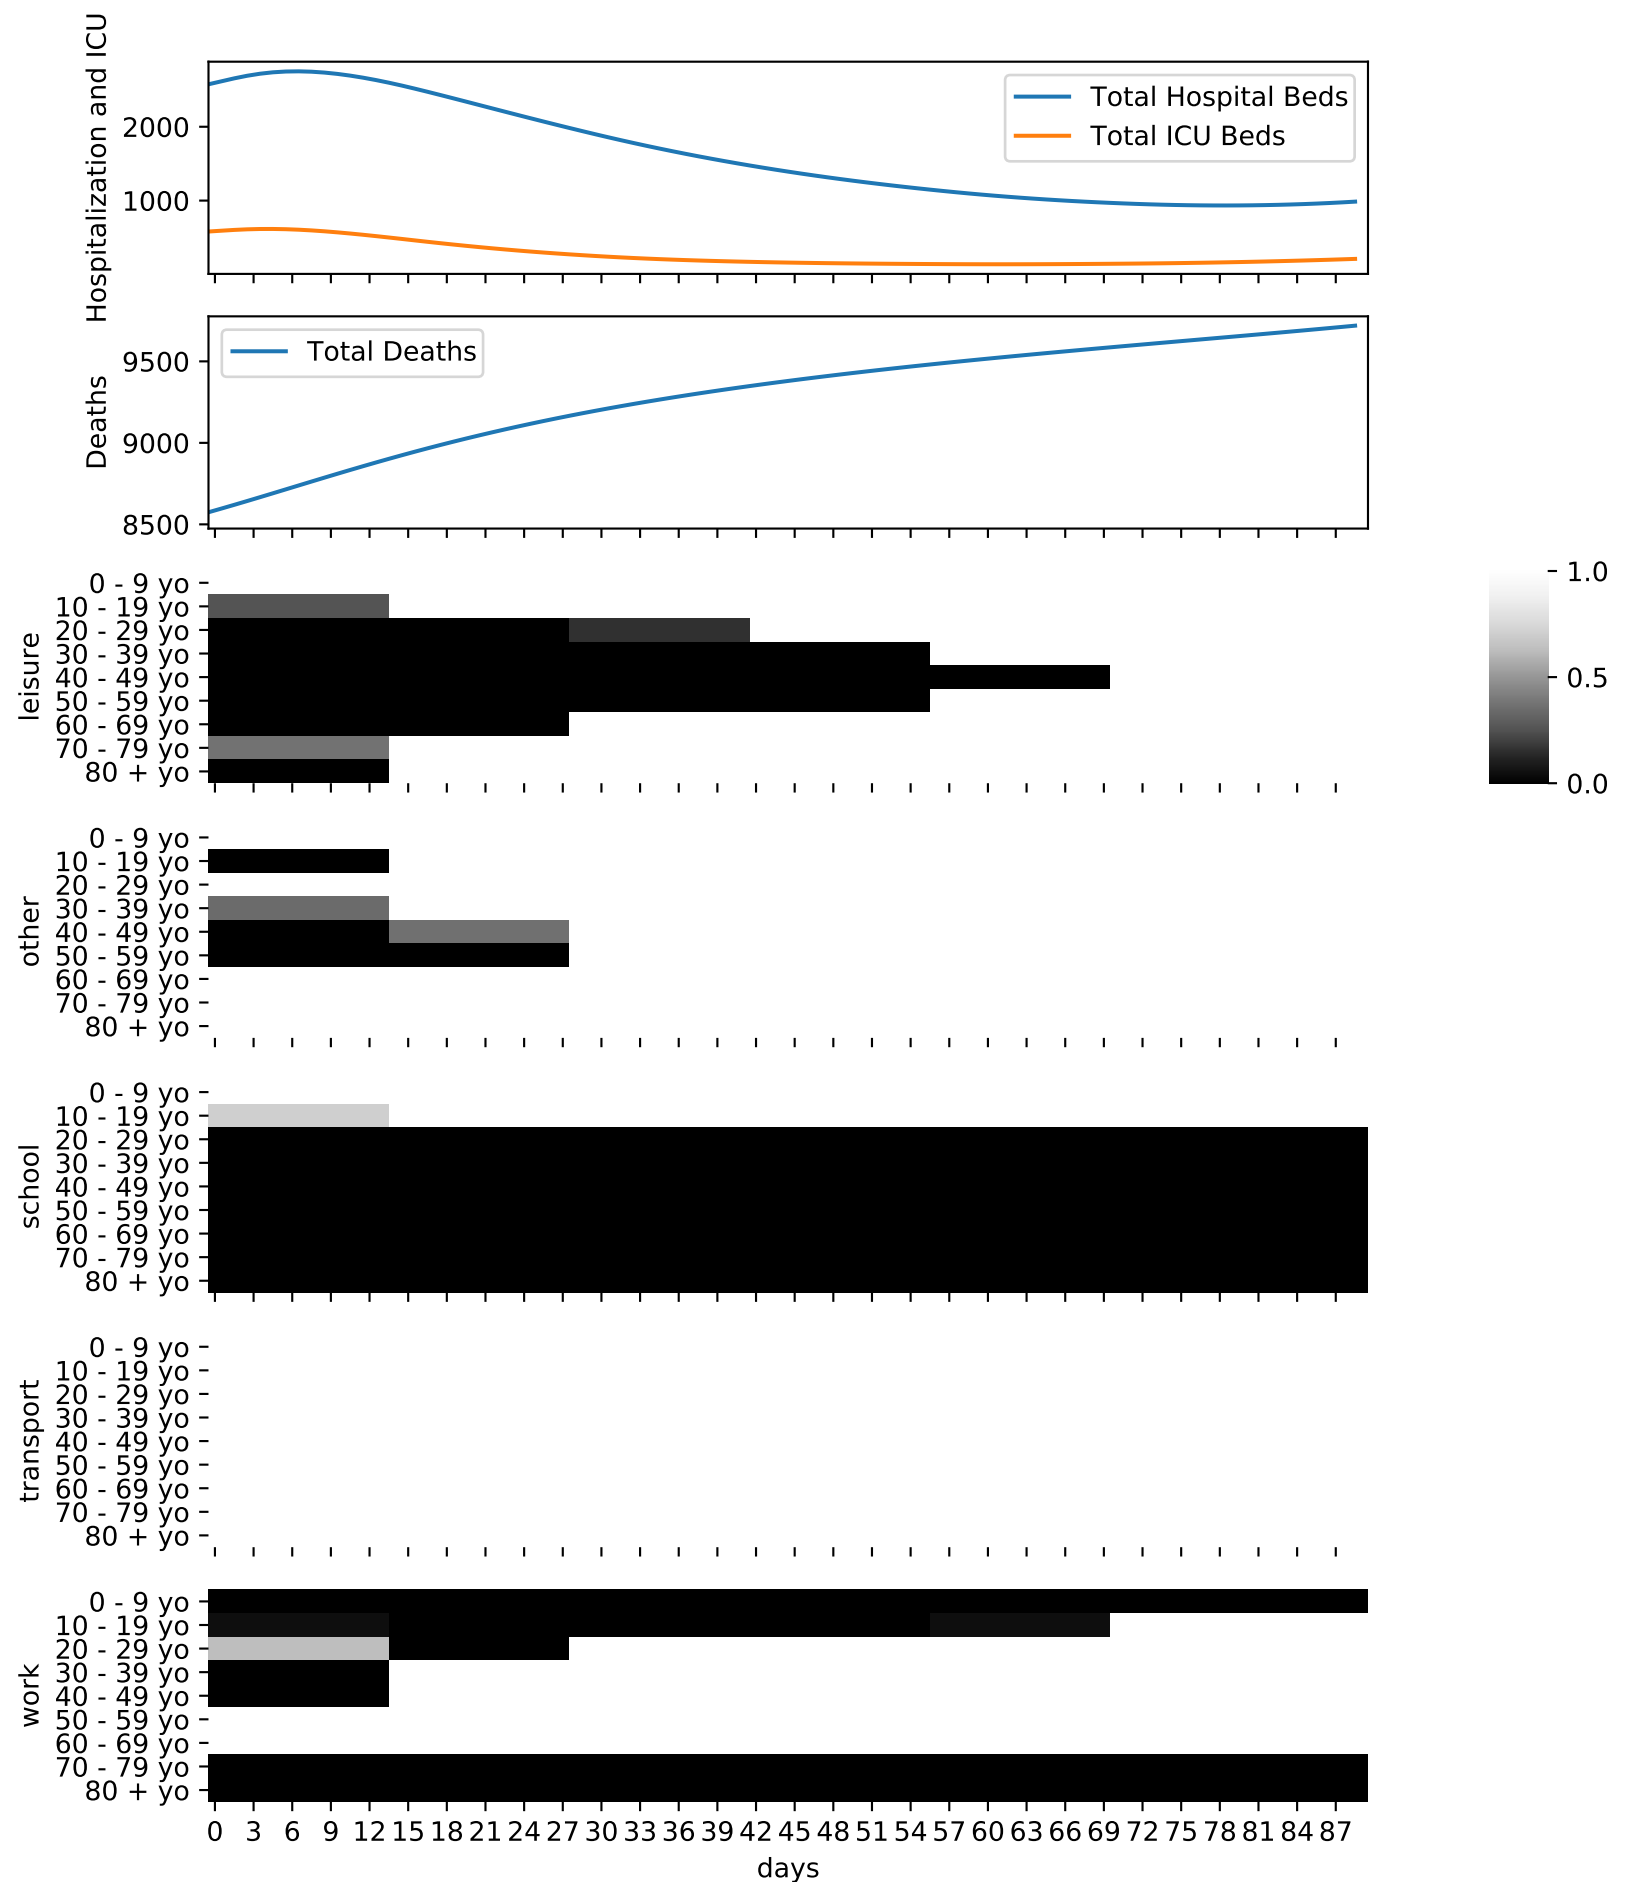 Hospitalization and ICU
2000
1000
Total Hospital Beds
Total ICU Beds
Deaths
9500
9000
8500
Total Deaths
leisure
0 - 9 yo
10 - 19 yo
20 - 29 yo
30 - 39 yo
40 - 49 yo
50 - 59 yo
60 - 69 yo
70 - 79 yo
80 + yo
1.0
0.5
0.0
other
0 - 9 yo
10 - 19 yo
20 - 29 yo
30 - 39 yo
40 - 49 yo
50 - 59 yo
60 - 69 yo
70 - 79 yo
80 + yo
school
0 - 9 yo
10 - 19 yo
20 - 29 yo
30 - 39 yo
40 - 49 yo
50 - 59 yo
60 - 69 yo
70 - 79 yo
80 + yo
transport
0 - 9 yo
10 - 19 yo
20 - 29 yo
30 - 39 yo
40 - 49 yo
50 - 59 yo
60 - 69 yo
70 - 79 yo
80 + yo
work
0 - 9 yo
10 - 19 yo
20 - 29 yo
30 - 39 yo
40 - 49 yo
50 - 59 yo
60 - 69 yo
70 - 79 yo
80 + yo
0 3 6 9 12 15 18 21 24 27 30 33 36 39 42 45 48 51 54 57 60 63 66 69 72 75 78 81 84 87
days